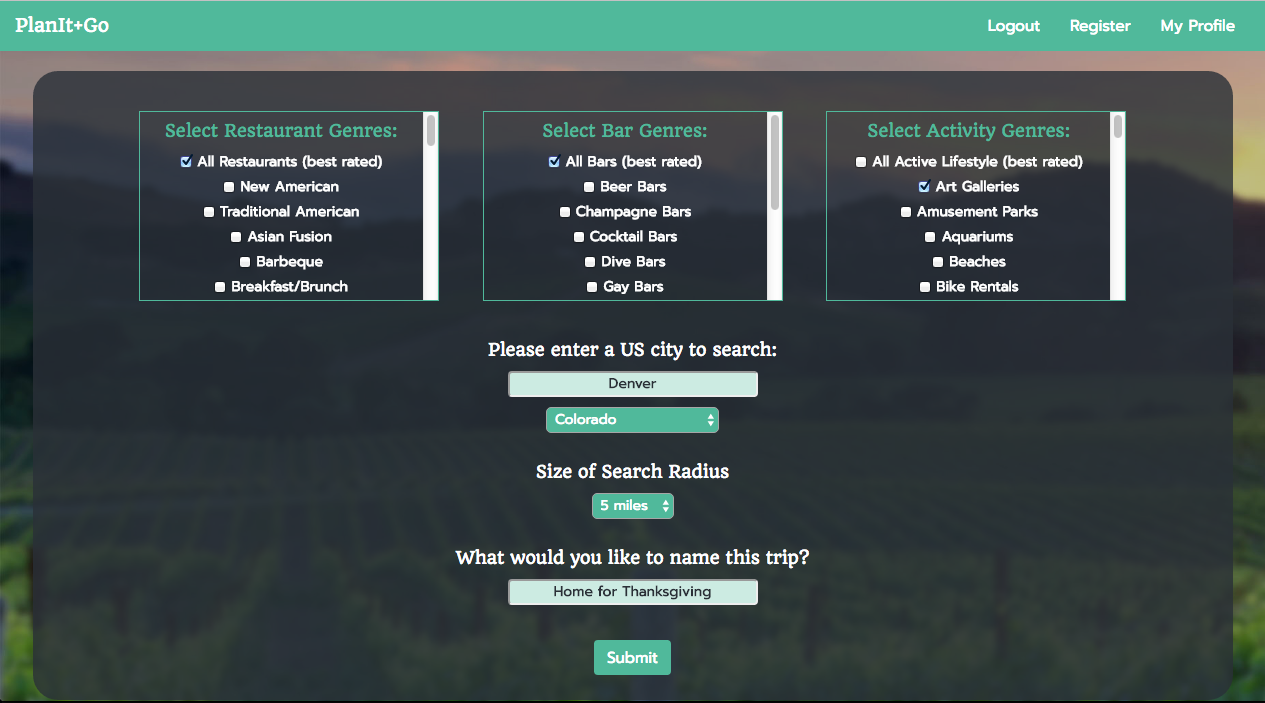 PlanIt+Go
Logout Register My Profile
Select Restaurant Genres:
All Restaurants (best rated)
New American
Traditional American
Asian Fusion
Barbeque
Breakfast/Brunch
Select Bar Genres:
All Bars (best rated)
Beer Bars
Champagne Bars
Cocktail Bars
Dive Bars
Gay Bars
Select Activity Genres:
All Active Lifestyle (best rated)
Art Galleries
Amusement Parks
Aquariums
Beaches
Bike Rentals
Please enter a US city to search:
Denver
Colorado
Size of Search Radius
5 miles
What would you like to name this trip?
Home for Thanksgiving
Submit